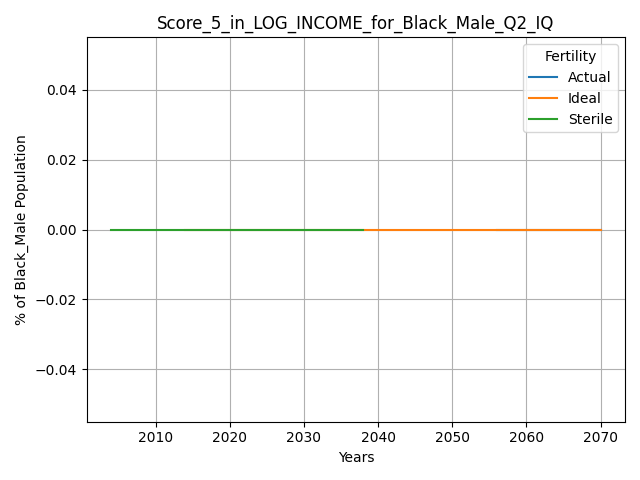 Score_5_in_LOG_INCOME_for_Black_Male_Q2_IQ
Fertility
Actual
Ideal
Sterile
% of Black_Male Population
0.04
0.02
0.00
−0.02
−0.04
2010 2020 2030 2040 2050 2060 2070
Years